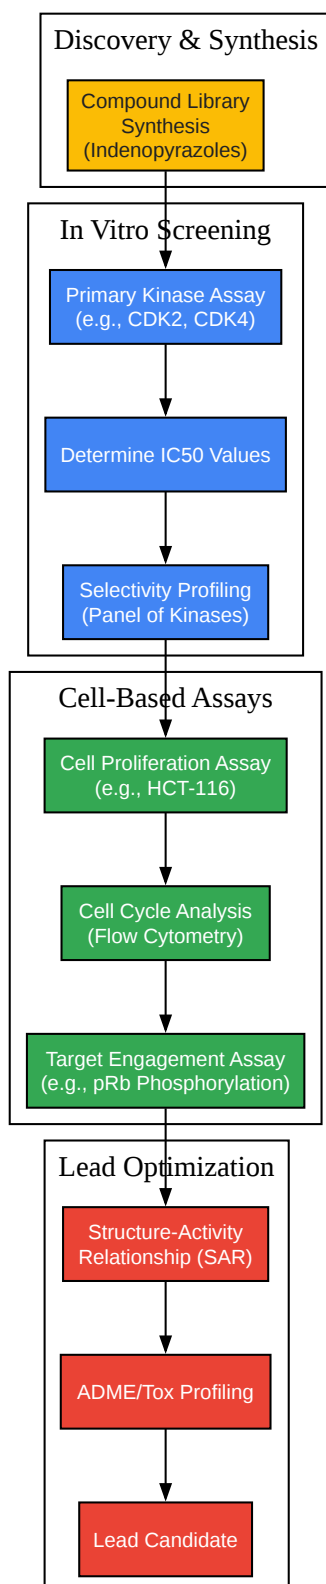 Discovery & Synthesis
Compound Library
Synthesis
(Indenopyrazoles)
In Vitro Screening
Primary Kinase Assay
(e.g., CDK2, CDK4)
Determine IC50 Values
Selectivity Profiling
(Panel of Kinases)
Cell-Based Assays
Cell Proliferation Assay
(e.g., HCT-116)
Cell Cycle Analysis
(Flow Cytometry)
Target Engagement Assay
(e.g., pRb Phosphorylation)
Lead Optimization
Structure-Activity
Relationship (SAR)
ADME/Tox Profiling
Lead Candidate